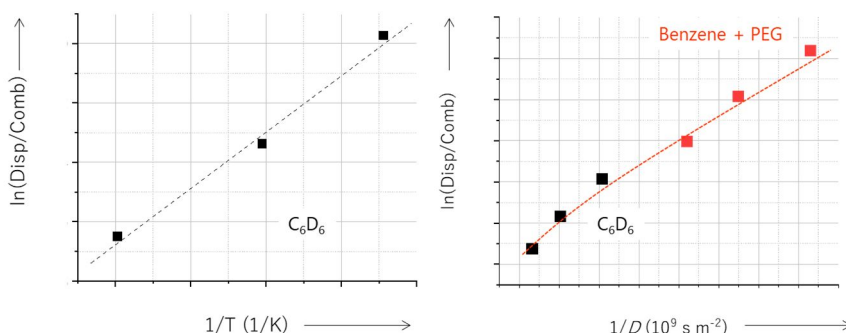 ln(Disp/Comb)
C₆D₆
1/T (1/K)
ln(Disp/Comb)
Benzene + PEG
C₆D₆
1/D (10⁹ s m⁻²)